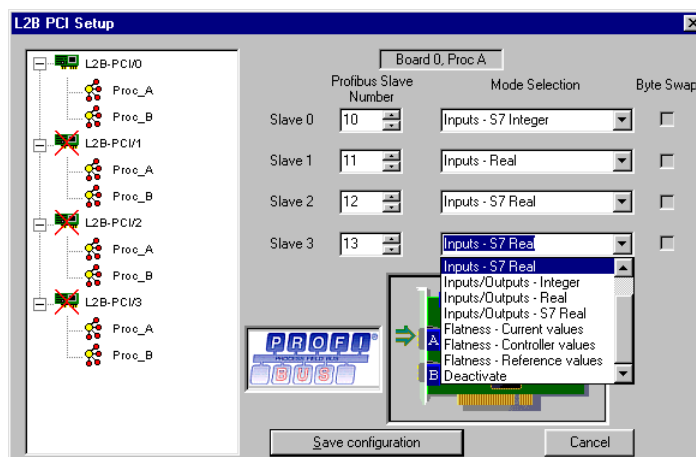 L2B PCI Setup
L2B-PCI/0
Proc_A
Proc_B
L2B-PCI/1
Proc_A
Proc_B
L2B-PCI/2
Proc_A
Proc_B
L2B-PCI/3
Proc_A
Proc_B
Board 0, Proc A
Profibus Slave
Number
Mode Selection
Byte Swap
Slave 0 10 Inputs - S7 Integer
Slave 1 11 Inputs - Real
Slave 2 12 Inputs - S7 Real
Slave 3 13 Inputs - S7 Real
Inputs - S7 Real
Inputs/Outputs - Integer
Inputs/Outputs - Real
Inputs/Outputs - S7 Real
Flatness - Current values
Flatness - Controller values
Flatness - Reference values
Deactivate
PROFI®
PROCESS FIELD BUS
BUS
A
B
Save configuration
Cancel